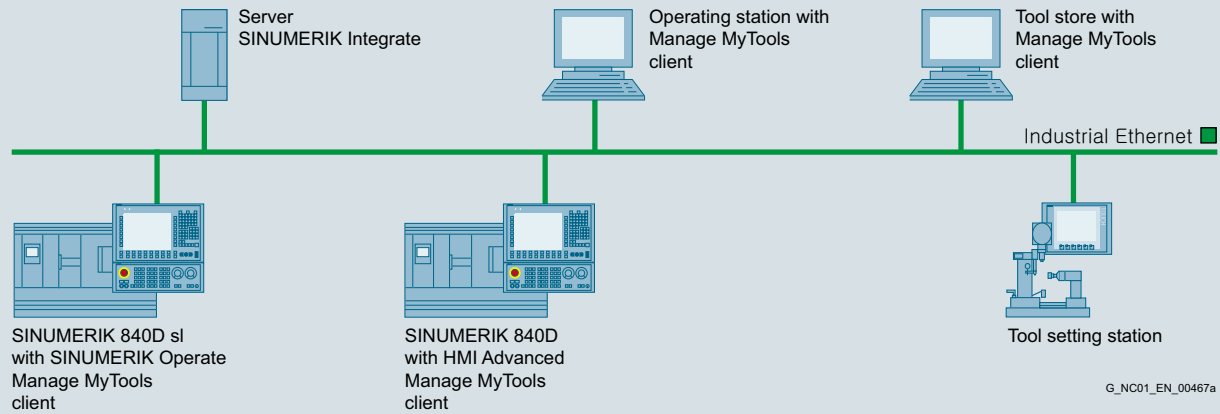 Server
SINUMERIK Integrate
Operating station with
Manage MyTools
client
Tool store with
Manage MyTools
client
Industrial Ethernet
SINUMERIK 840D sl
with SINUMERIK Operate
Manage MyTools
client
SINUMERIK 840D
with HMI Advanced
Manage MyTools
client
Tool setting station
G_NC01_EN_00467a